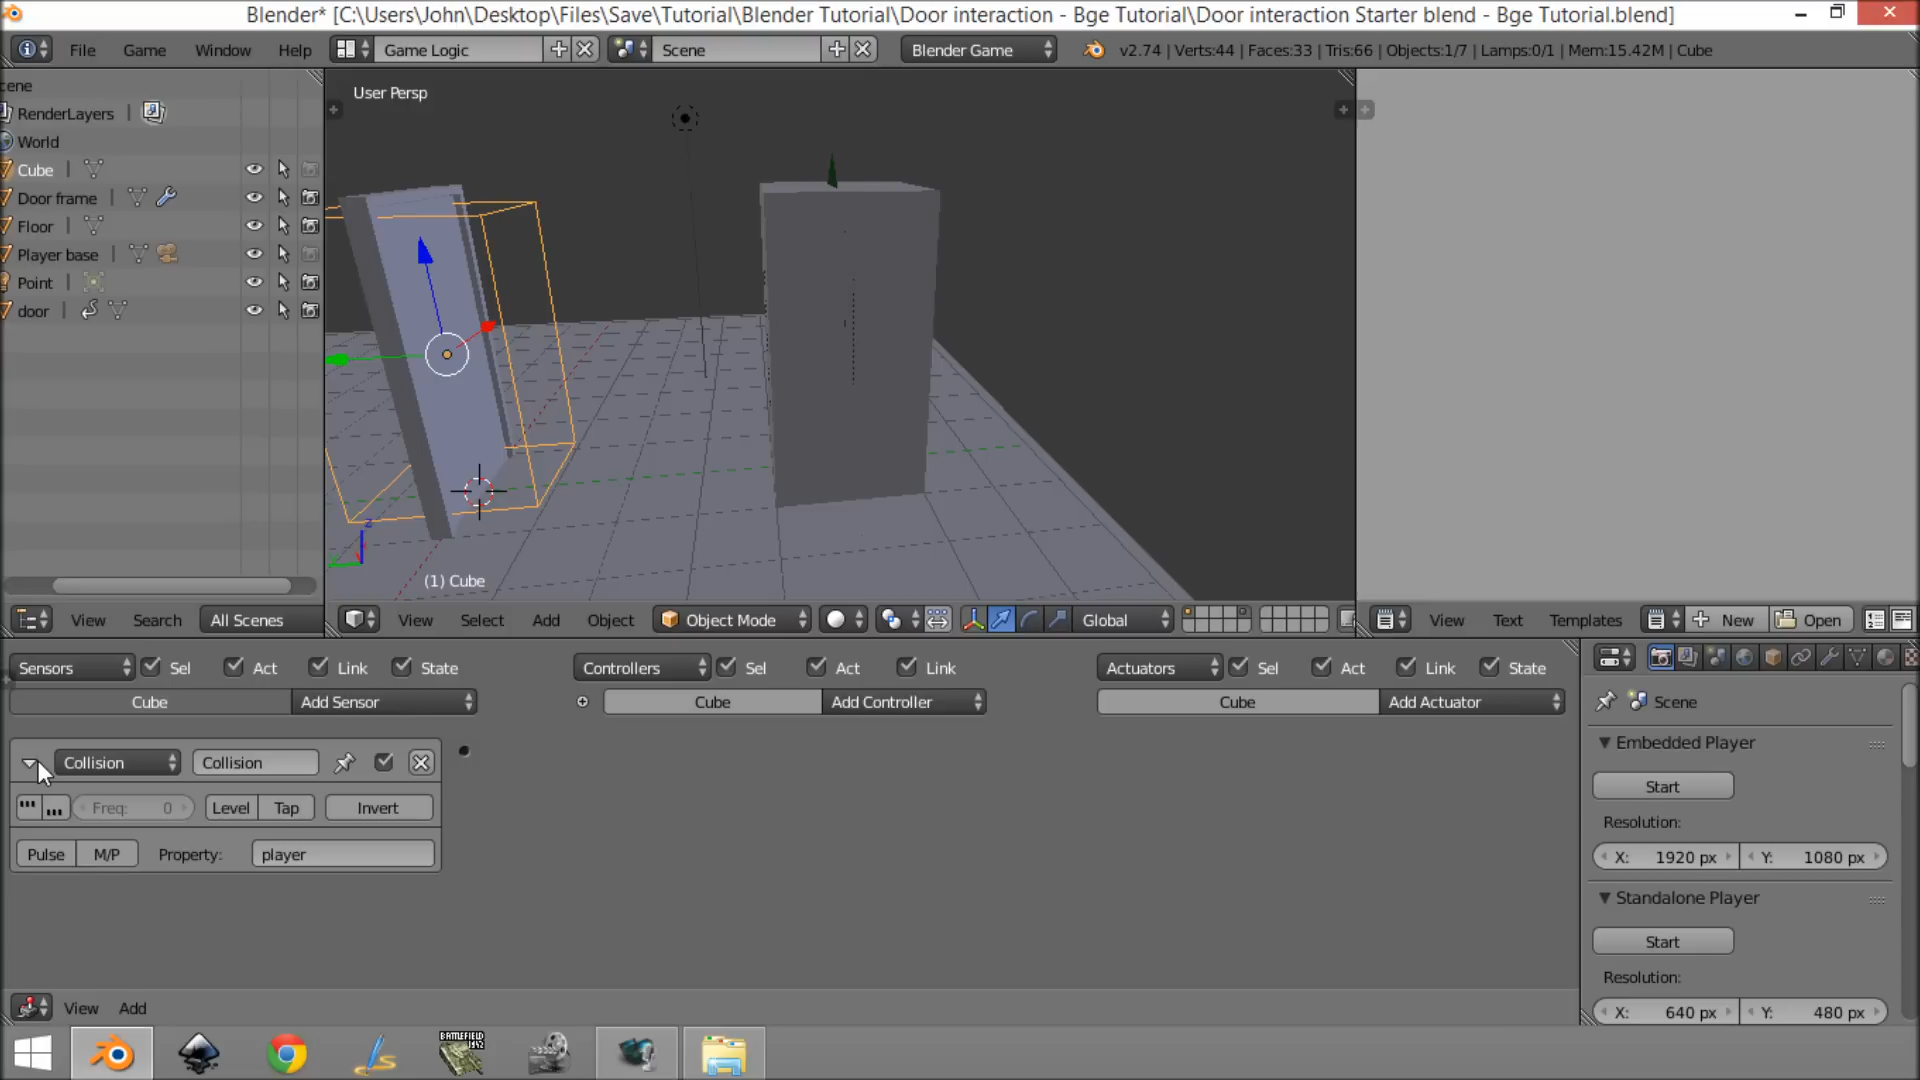 Blender* [C:\Users\John\Desktop\Files\Save\Tutorial\Blender Tutorial\Door interaction - Bge Tutorial\Door interaction Starter blend - Bge Tutorial.blend]
File Game Window Help Game Logic Scene Blender Game v2.74 | Verts:44 | Faces:33 | Tris:66 | Objects:1/7 | Lamps:0/1 | Mem:15.42M | Cube
cene
RenderLayers
World
Cube
Door frame
Floor
Player base
Point
door
User Persp
(1) Cube
View Search All Scenes
View Select Add Object Object Mode Global
View Text Templates New Open
Sensors Sel Act Link State
Controllers Sel Act Link
Actuators Sel Act Link State
Cube Add Sensor
Cube Add Controller
Cube Add Actuator
Collision Collision
Freq: 0 Level Tap Invert
Pulse M/P Property: player
Scene
Embedded Player
Start
Resolution:
X: 1920 px Y: 1080 px
Standalone Player
Start
Resolution:
X: 640 px Y: 480 px
View Add
BATTLEFIELD
1942